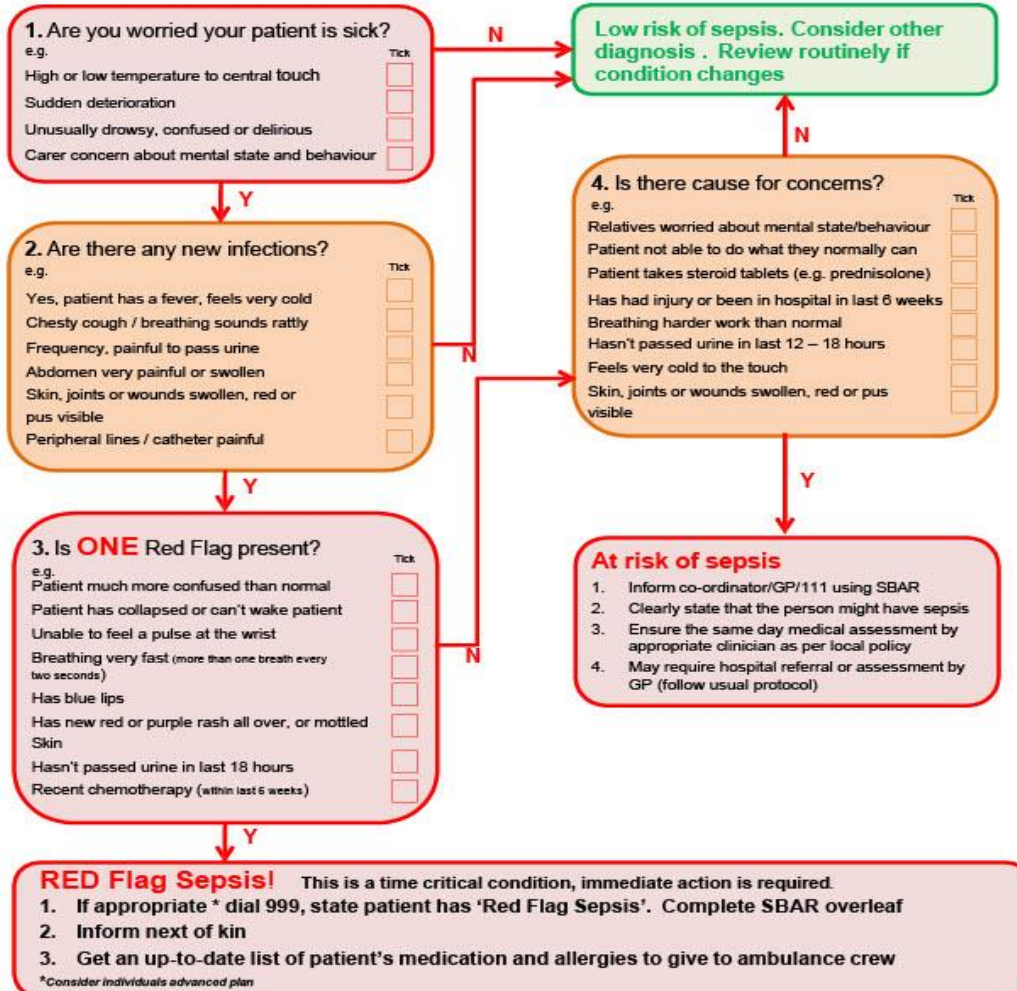 1. Are you worried your patient is sick?
e.g.
Tick
High or low temperature to central touch
Sudden deterioration
Unusually drowsy, confused or delirious
Carer concern about mental state and behaviour
N
Y
Low risk of sepsis. Consider other
diagnosis . Review routinely if
condition changes
2. Are there any new infections?
e.g.
Tick
Yes, patient has a fever, feels very cold
Chesty cough / breathing sounds rattly
Frequency, painful to pass urine
Abdomen very painful or swollen
Skin, joints or wounds swollen, red or
pus visible
Peripheral lines / catheter painful
N
Y
3. Is ONE Red Flag present?
e.g.
Tick
Patient much more confused than normal
Patient has collapsed or can't wake patient
Unable to feel a pulse at the wrist
Breathing very fast (more than one breath every
two seconds)
Has blue lips
Has new red or purple rash all over, or mottled
Skin
Hasn't passed urine in last 18 hours
Recent chemotherapy (within last 6 weeks)
N
Y
4. Is there cause for concerns?
e.g.
Tick
Relatives worried about mental state/behaviour
Patient not able to do what they normally can
Patient takes steroid tablets (e.g. prednisolone)
Has had injury or been in hospital in last 6 weeks
Breathing harder work than normal
Hasn't passed urine in last 12 – 18 hours
Feels very cold to the touch
Skin, joints or wounds swollen, red or pus
visible
N
Y
At risk of sepsis
1. Inform co-ordinator/GP/111 using SBAR
2. Clearly state that the person might have sepsis
3. Ensure the same day medical assessment by
appropriate clinician as per local policy
4. May require hospital referral or assessment by
GP (follow usual protocol)
RED Flag Sepsis! This is a time critical condition, immediate action is required.
1. If appropriate * dial 999, state patient has 'Red Flag Sepsis'. Complete SBAR overleaf
2. Inform next of kin
3. Get an up-to-date list of patient's medication and allergies to give to ambulance crew
*Consider individuals advanced plan